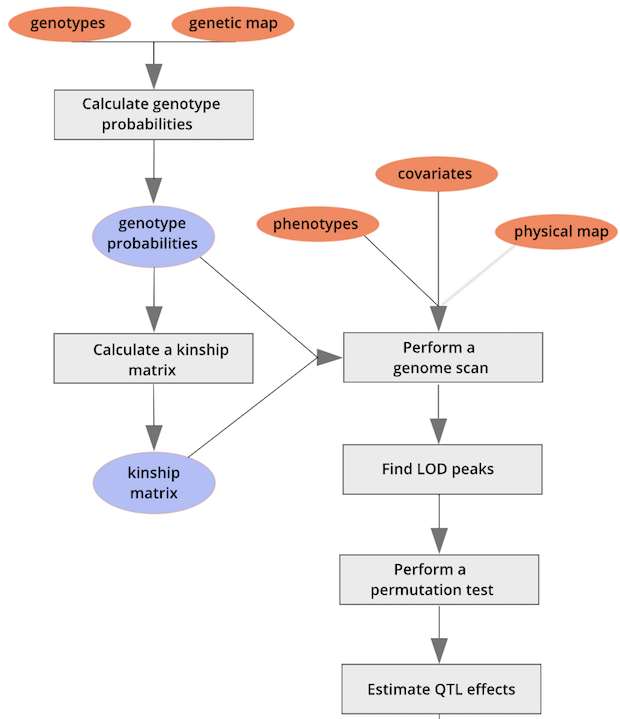 genotypes
genetic map
Calculate genotype
probabilities
genotype
probabilities
covariates
phenotypes
physical map
Calculate a kinship
matrix
Perform a
genome scan
kinship
matrix
Find LOD peaks
Perform a
permutation test
Estimate QTL effects